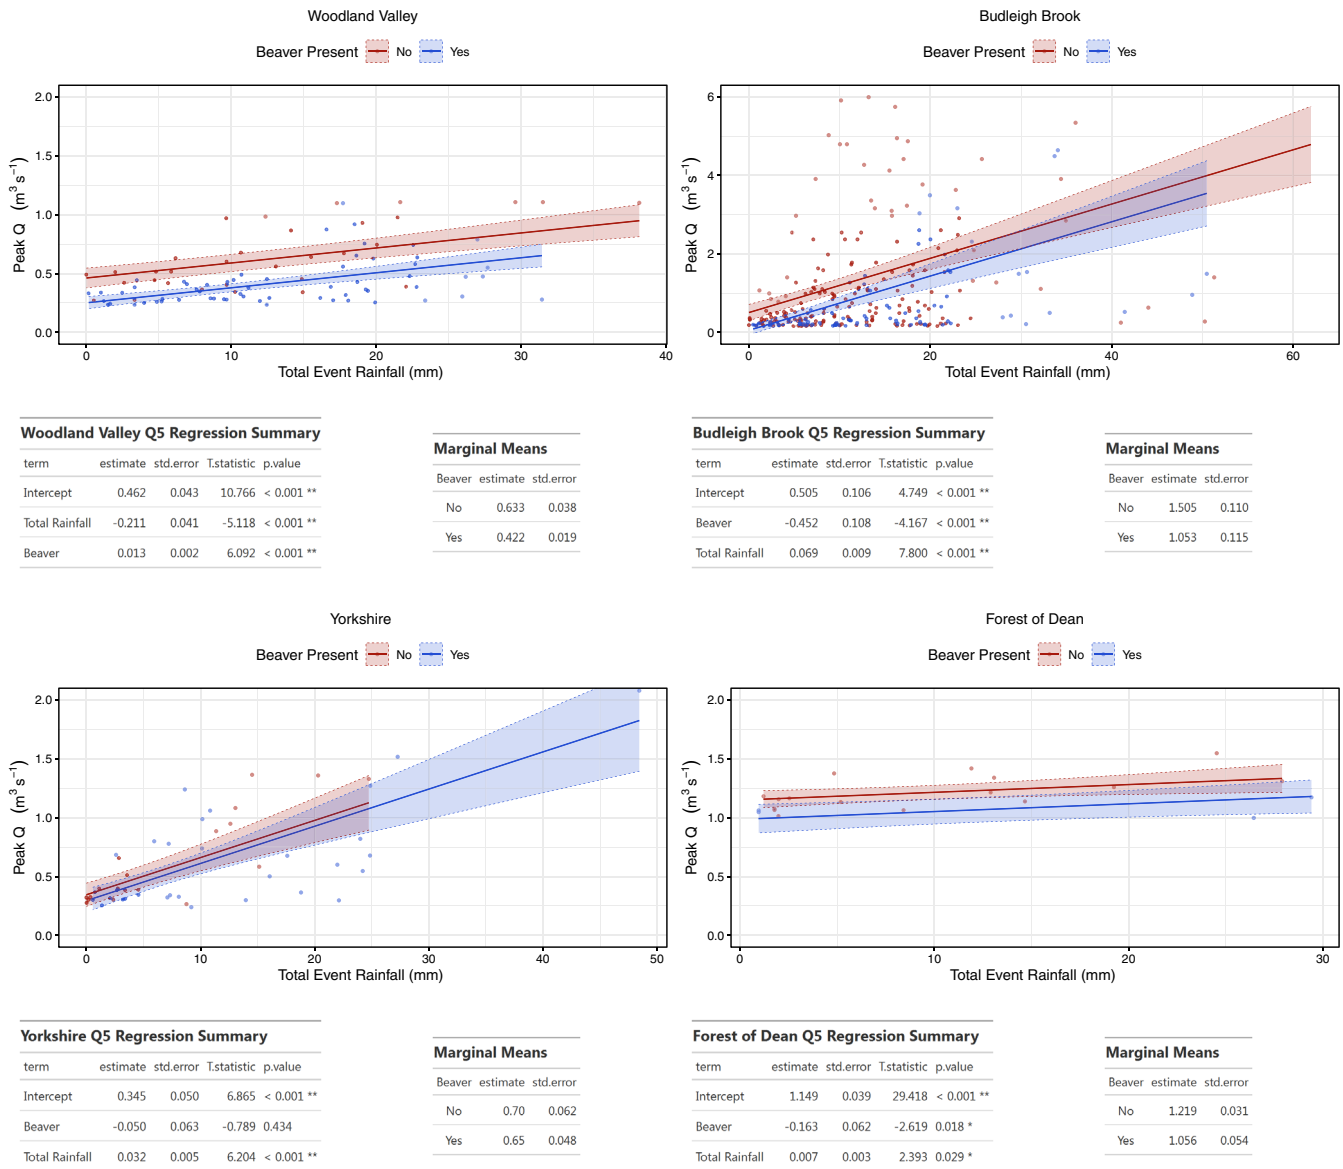 Woodland Valley
Beaver Present No Yes
2.0
1.5
1.0
0.5
0.0
Peak Q (m³ s⁻¹)
0 10 20 30 40
Total Event Rainfall (mm)
Budleigh Brook
Beaver Present No Yes
6
4
2
0
Peak Q (m³ s⁻¹)
0 20 40 60
Total Event Rainfall (mm)
Woodland Valley Q5 Regression Summary
term estimate std.error T.statistic p.value
Intercept 0.462 0.043 10.766 < 0.001 **
Total Rainfall -0.211 0.041 -5.118 < 0.001 **
Beaver 0.013 0.002 6.092 < 0.001 **
Marginal Means
Beaver estimate std.error
No 0.633 0.038
Yes 0.422 0.019
Budleigh Brook Q5 Regression Summary
term estimate std.error T.statistic p.value
Intercept 0.505 0.106 4.749 < 0.001 **
Beaver -0.452 0.108 -4.167 < 0.001 **
Total Rainfall 0.069 0.009 7.800 < 0.001 **
Marginal Means
Beaver estimate std.error
No 1.505 0.110
Yes 1.053 0.115
Yorkshire
Beaver Present No Yes
2.0
1.5
1.0
0.5
0.0
Peak Q (m³ s⁻¹)
0 10 20 30 40 50
Total Event Rainfall (mm)
Forest of Dean
Beaver Present No Yes
2.0
1.5
1.0
0.5
0.0
Peak Q (m³ s⁻¹)
0 10 20 30
Total Event Rainfall (mm)
Yorkshire Q5 Regression Summary
term estimate std.error T.statistic p.value
Intercept 0.345 0.050 6.865 < 0.001 **
Beaver -0.050 0.063 -0.789 0.434
Total Rainfall 0.032 0.005 6.204 < 0.001 **
Marginal Means
Beaver estimate std.error
No 0.70 0.062
Yes 0.65 0.048
Forest of Dean Q5 Regression Summary
term estimate std.error T.statistic p.value
Intercept 1.149 0.039 29.418 < 0.001 **
Beaver -0.163 0.062 -2.619 0.018 *
Total Rainfall 0.007 0.003 2.393 0.029 *
Marginal Means
Beaver estimate std.error
No 1.219 0.031
Yes 1.056 0.054